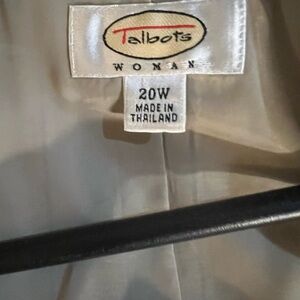 Talbots
WOMAN
20W
MADE IN
THAILAND